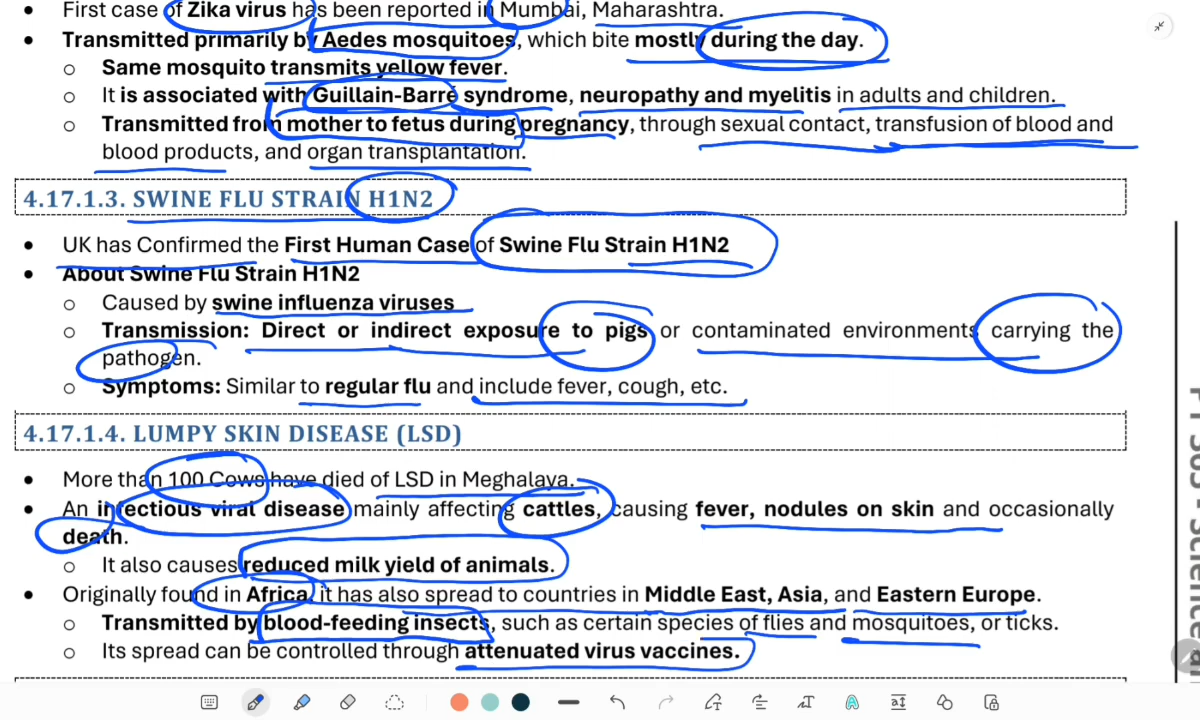 • First case of Zika virus has been reported in Mumbai, Maharashtra.
• Transmitted primarily by Aedes mosquitoes, which bite mostly during the day.
o Same mosquito transmits yellow fever.
o It is associated with Guillain-Barre syndrome, neuropathy and myelitis in adults and children.
o Transmitted from mother to fetus during pregnancy, through sexual contact, transfusion of blood and
blood products, and organ transplantation.
4.17.1.3. SWINE FLU STRAIN H1N2
• UK has Confirmed the First Human Case of Swine Flu Strain H1N2
• About Swine Flu Strain H1N2
o Caused by swine influenza viruses
o Transmission: Direct or indirect exposure to pigs or contaminated environments carrying the
pathogen.
o Symptoms: Similar to regular flu and include fever, cough, etc.
4.17.1.4. LUMPY SKIN DISEASE (LSD)
• More than 100 Cows have died of LSD in Meghalaya.
• An infectious viral disease mainly affecting cattles, causing fever, nodules on skin and occasionally
death.
o It also causes reduced milk yield of animals.
• Originally found in Africa, it has also spread to countries in Middle East, Asia, and Eastern Europe.
o Transmitted by blood-feeding insects, such as certain species of flies and mosquitoes, or ticks.
o Its spread can be controlled through attenuated virus vaccines.